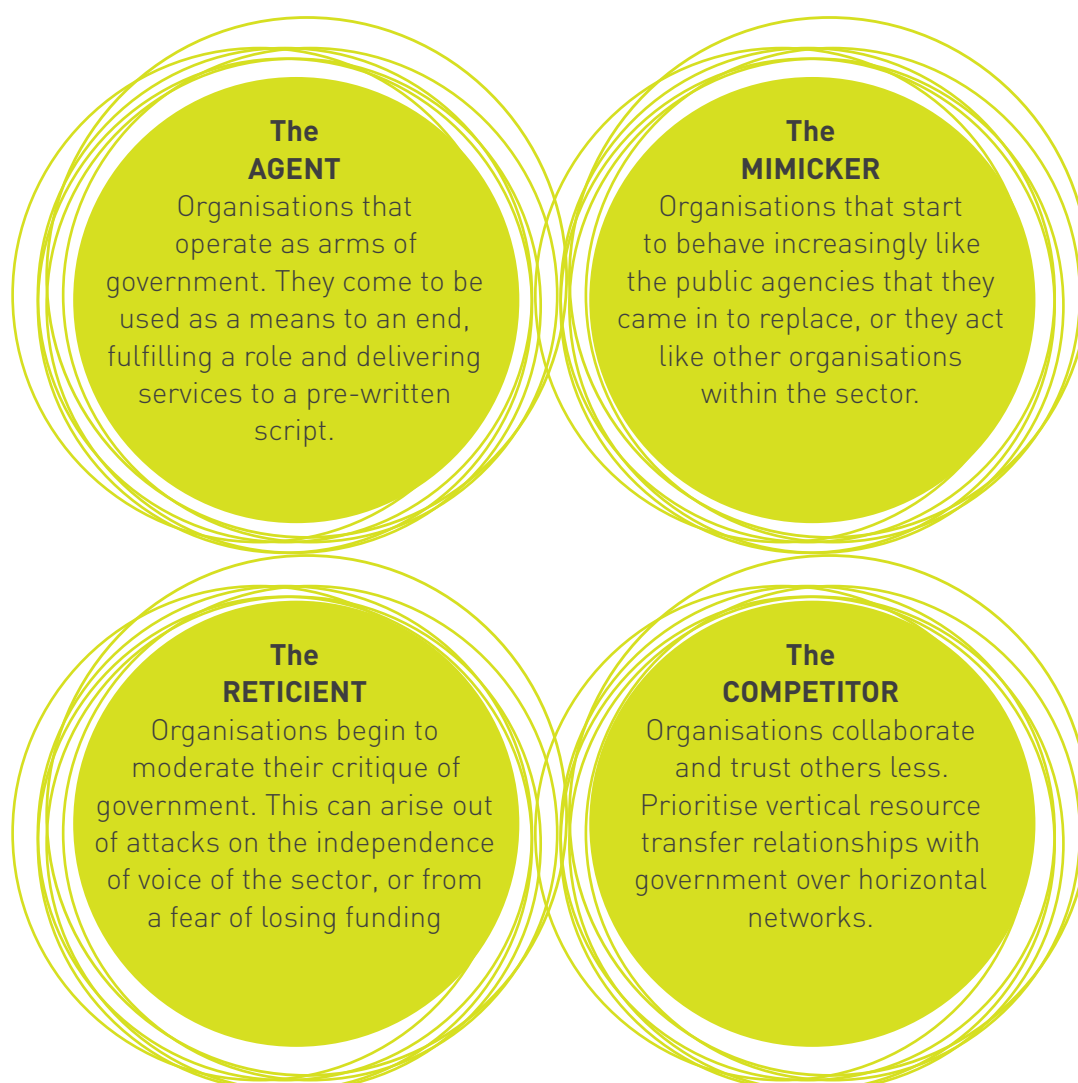 The
AGENT
Organisations that
operate as arms of
government. They come to be
used as a means to an end,
fulfilling a role and delivering
services to a pre-written
script.
The
MIMICKER
Organisations that start
to behave increasingly like
the public agencies that they
came in to replace, or they act
like other organisations
within the sector.
The
RETICIENT
Organisations begin to
moderate their critique of
government. This can arise out
of attacks on the independence
of voice of the sector, or from
a fear of losing funding
The
COMPETITOR
Organisations collaborate
and trust others less.
Prioritise vertical resource
transfer relationships with
government over horizontal
networks.